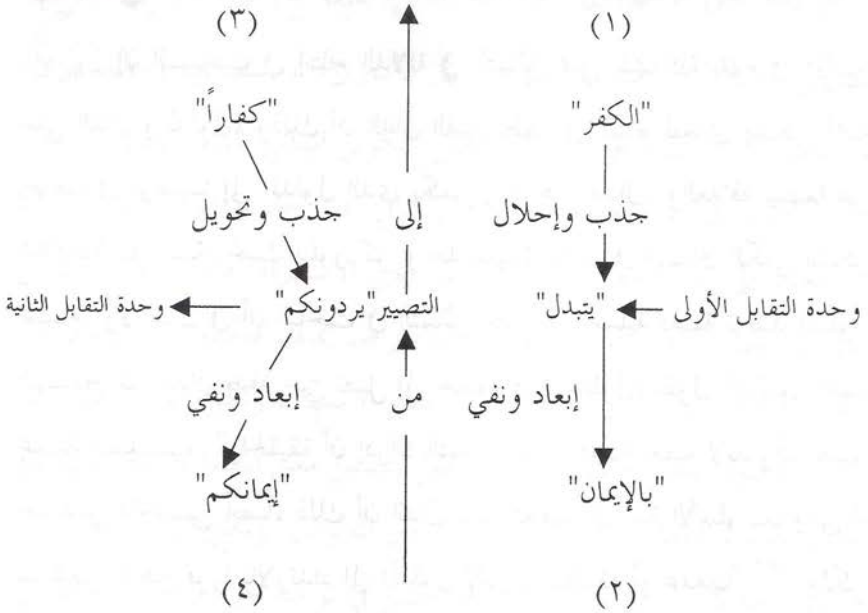 (١) (٣)
"الكفر" "كفاراً"
جذب وإحلال إلى جذب وتحويل
وحدة التقابل الأولى "يتبدل" التصيير "يردونكم" وحدة التقابل الثانية
إبعاد ونفي من إبعاد ونفي
"بالإيمان" "إيمانكم"
(٢) (٤)